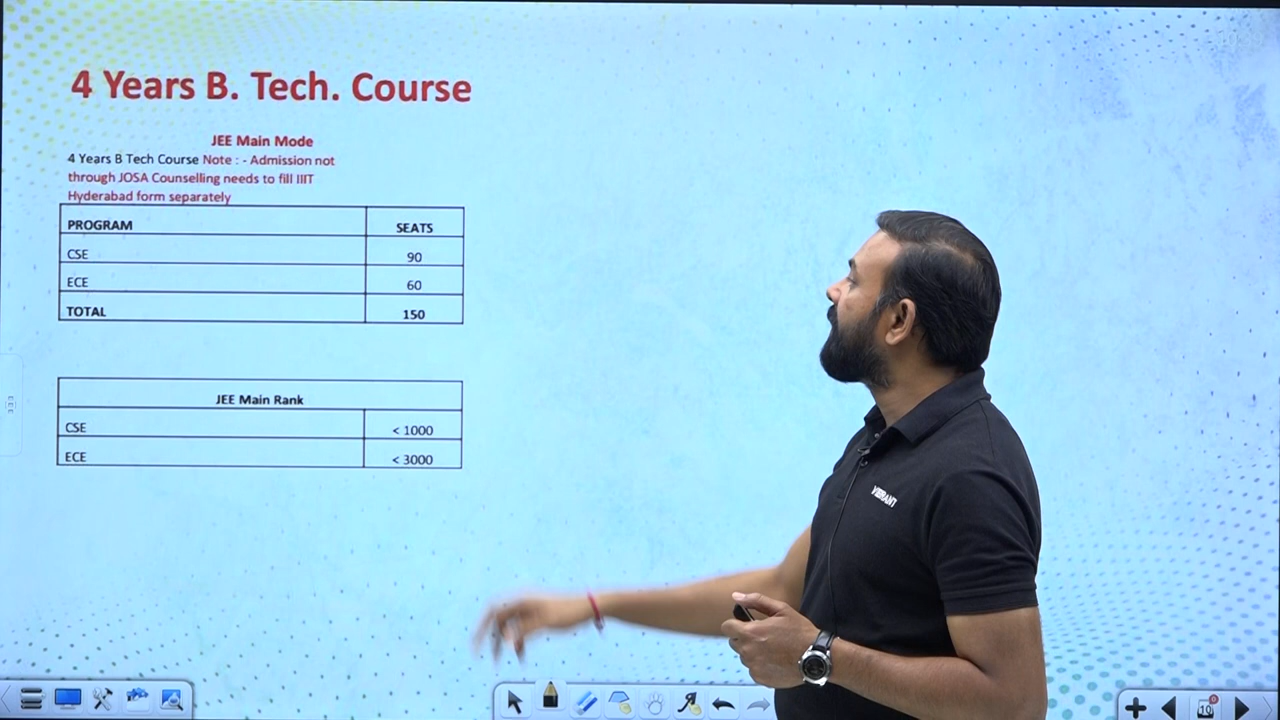 4 Years B. Tech. Course
JEE Main Mode
4 Years B Tech Course Note : - Admission not
through JOSA Counselling needs to fill IIIT
Hyderabad form separately
PROGRAM SEATS
CSE 90
ECE 60
TOTAL 150
JEE Main Rank
CSE < 1000
ECE < 3000
VIBRANT
10